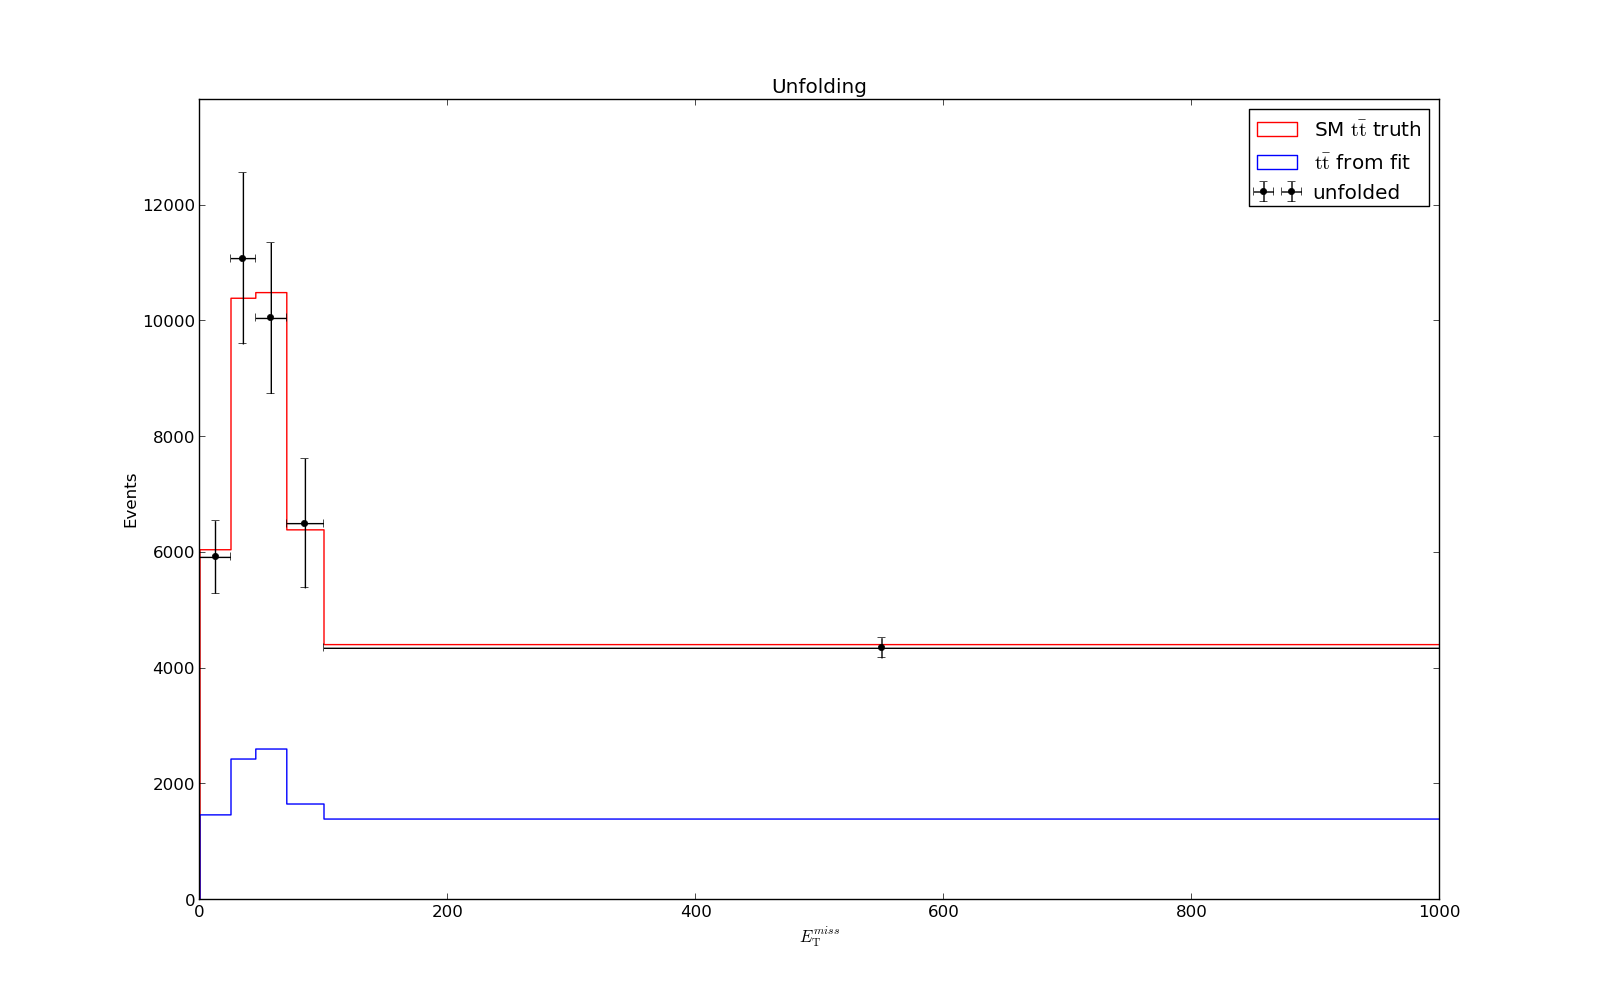 Unfolding
SM tt̄ truth
tt̄ from fit
unfolded
12000
10000
8000
6000
4000
2000
0
Events
0 200 400 600 800 1000
E_T^miss